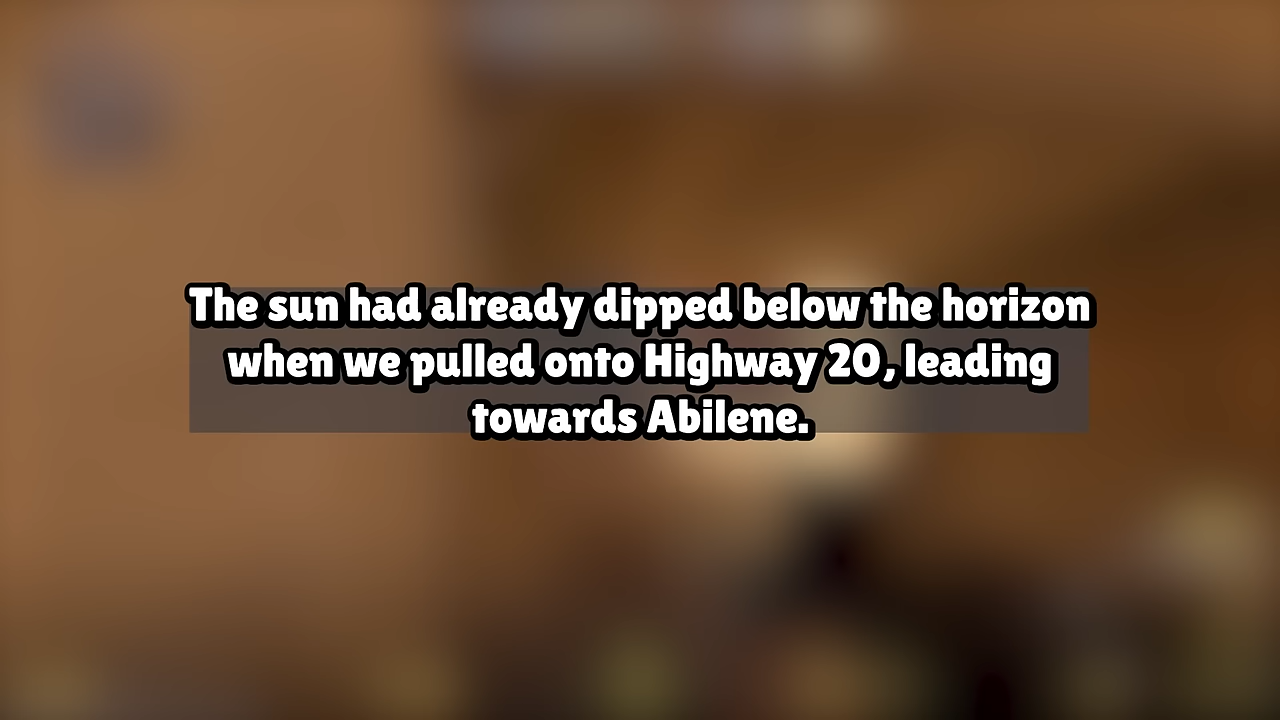 The sun had already dipped below the horizon
when we pulled onto Highway 20, leading
towards Abilene.